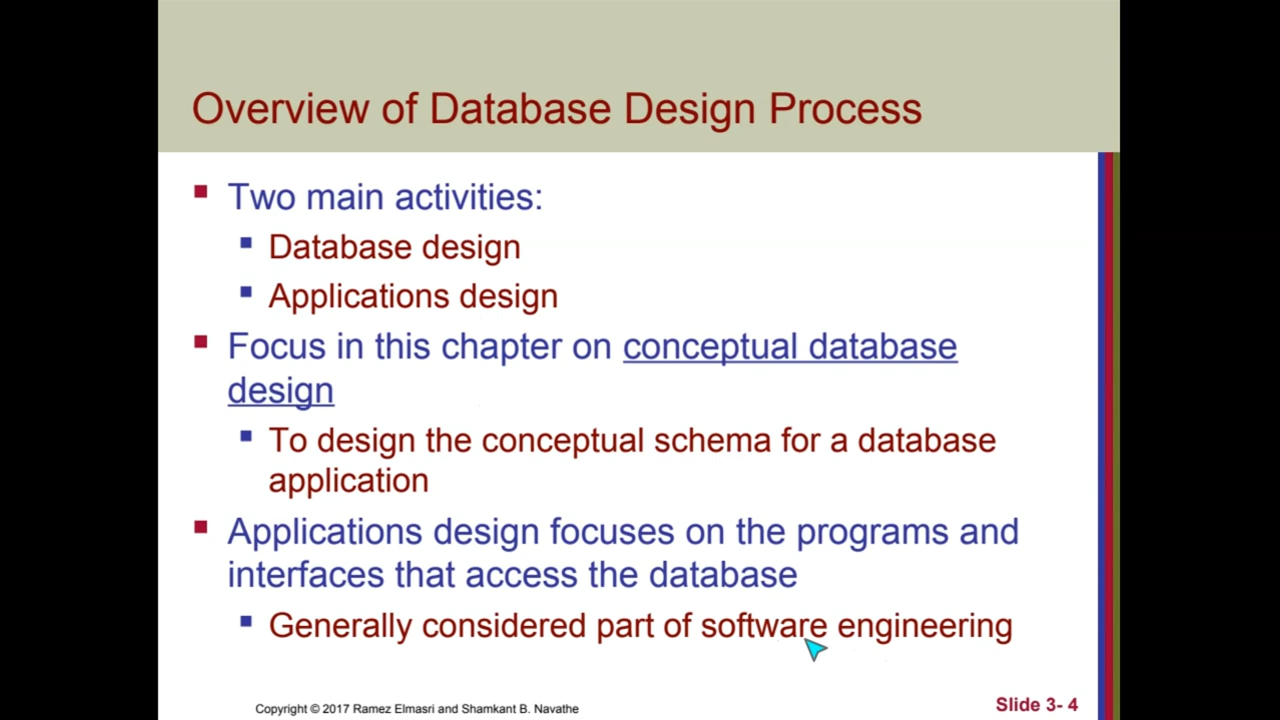 Overview of Database Design Process
Two main activities:
Database design
Applications design
Focus in this chapter on conceptual database
design
To design the conceptual schema for a database
application
Applications design focuses on the programs and
interfaces that access the database
Generally considered part of software engineering
Copyright © 2017 Ramez Elmasri and Shamkant B. Navathe
Slide 3- 4